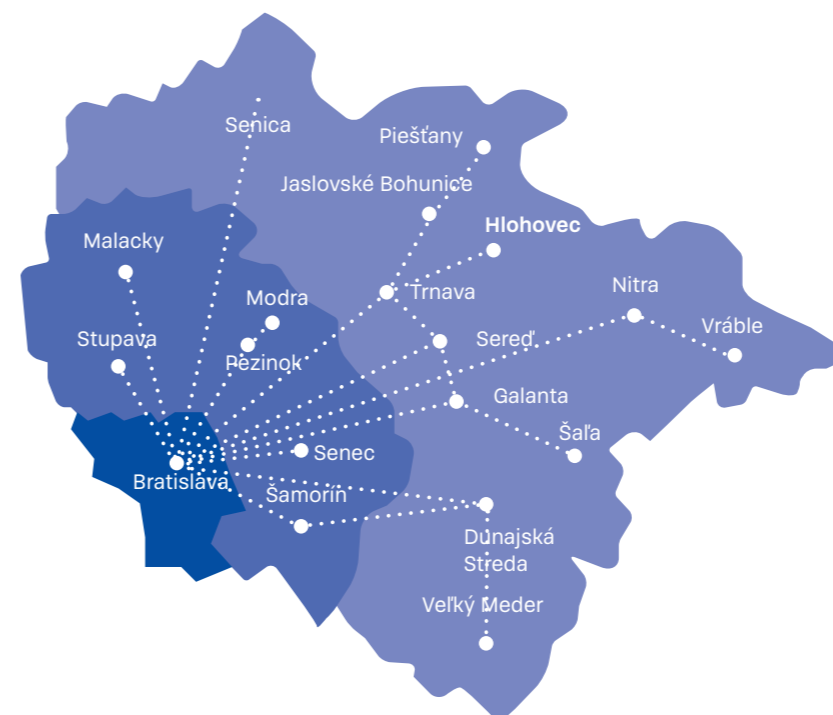 Senica
Piešťany
Jaslovské Bohunice
Hlohovec
Malacky
Modra
Trnava
Nitra
Stupava
Pezinok
Sereď
Vráble
Galanta
Šaľa
Senec
Bratislava
Šamorín
Dunajská
Streda
Veľký Meder